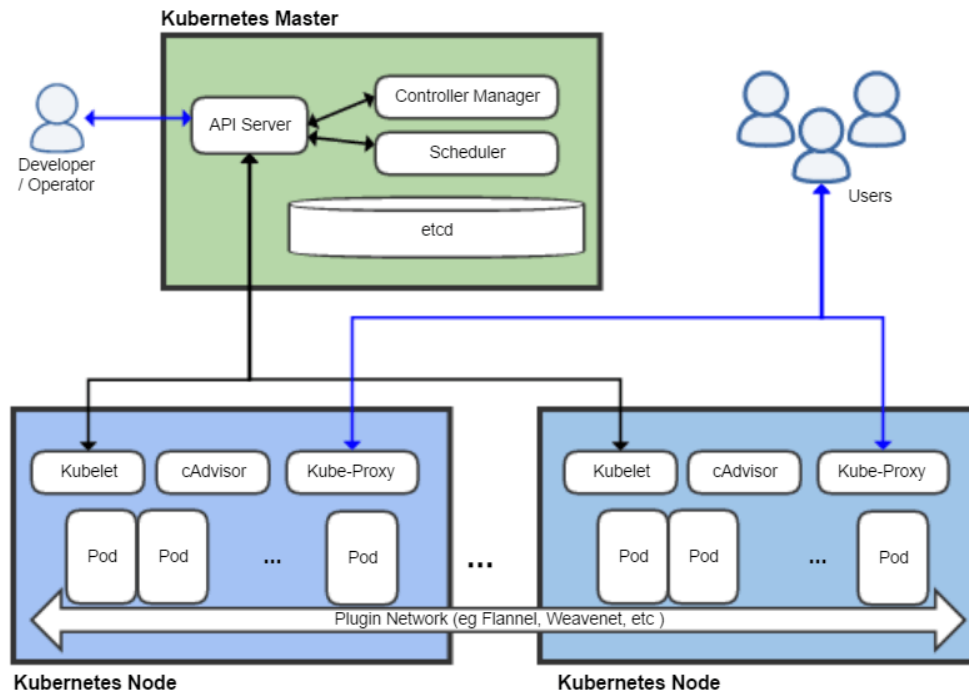 Kubernetes Master
API Server
Controller Manager
Scheduler
etcd
Developer
/ Operator
Users
Kubelet
cAdvisor
Kube-Proxy
Pod
Pod
...
Pod
...
Kubelet
cAdvisor
Kube-Proxy
Pod
Pod
...
Pod
Plugin Network (eg Flannel, Weavenet, etc )
Kubernetes Node
Kubernetes Node